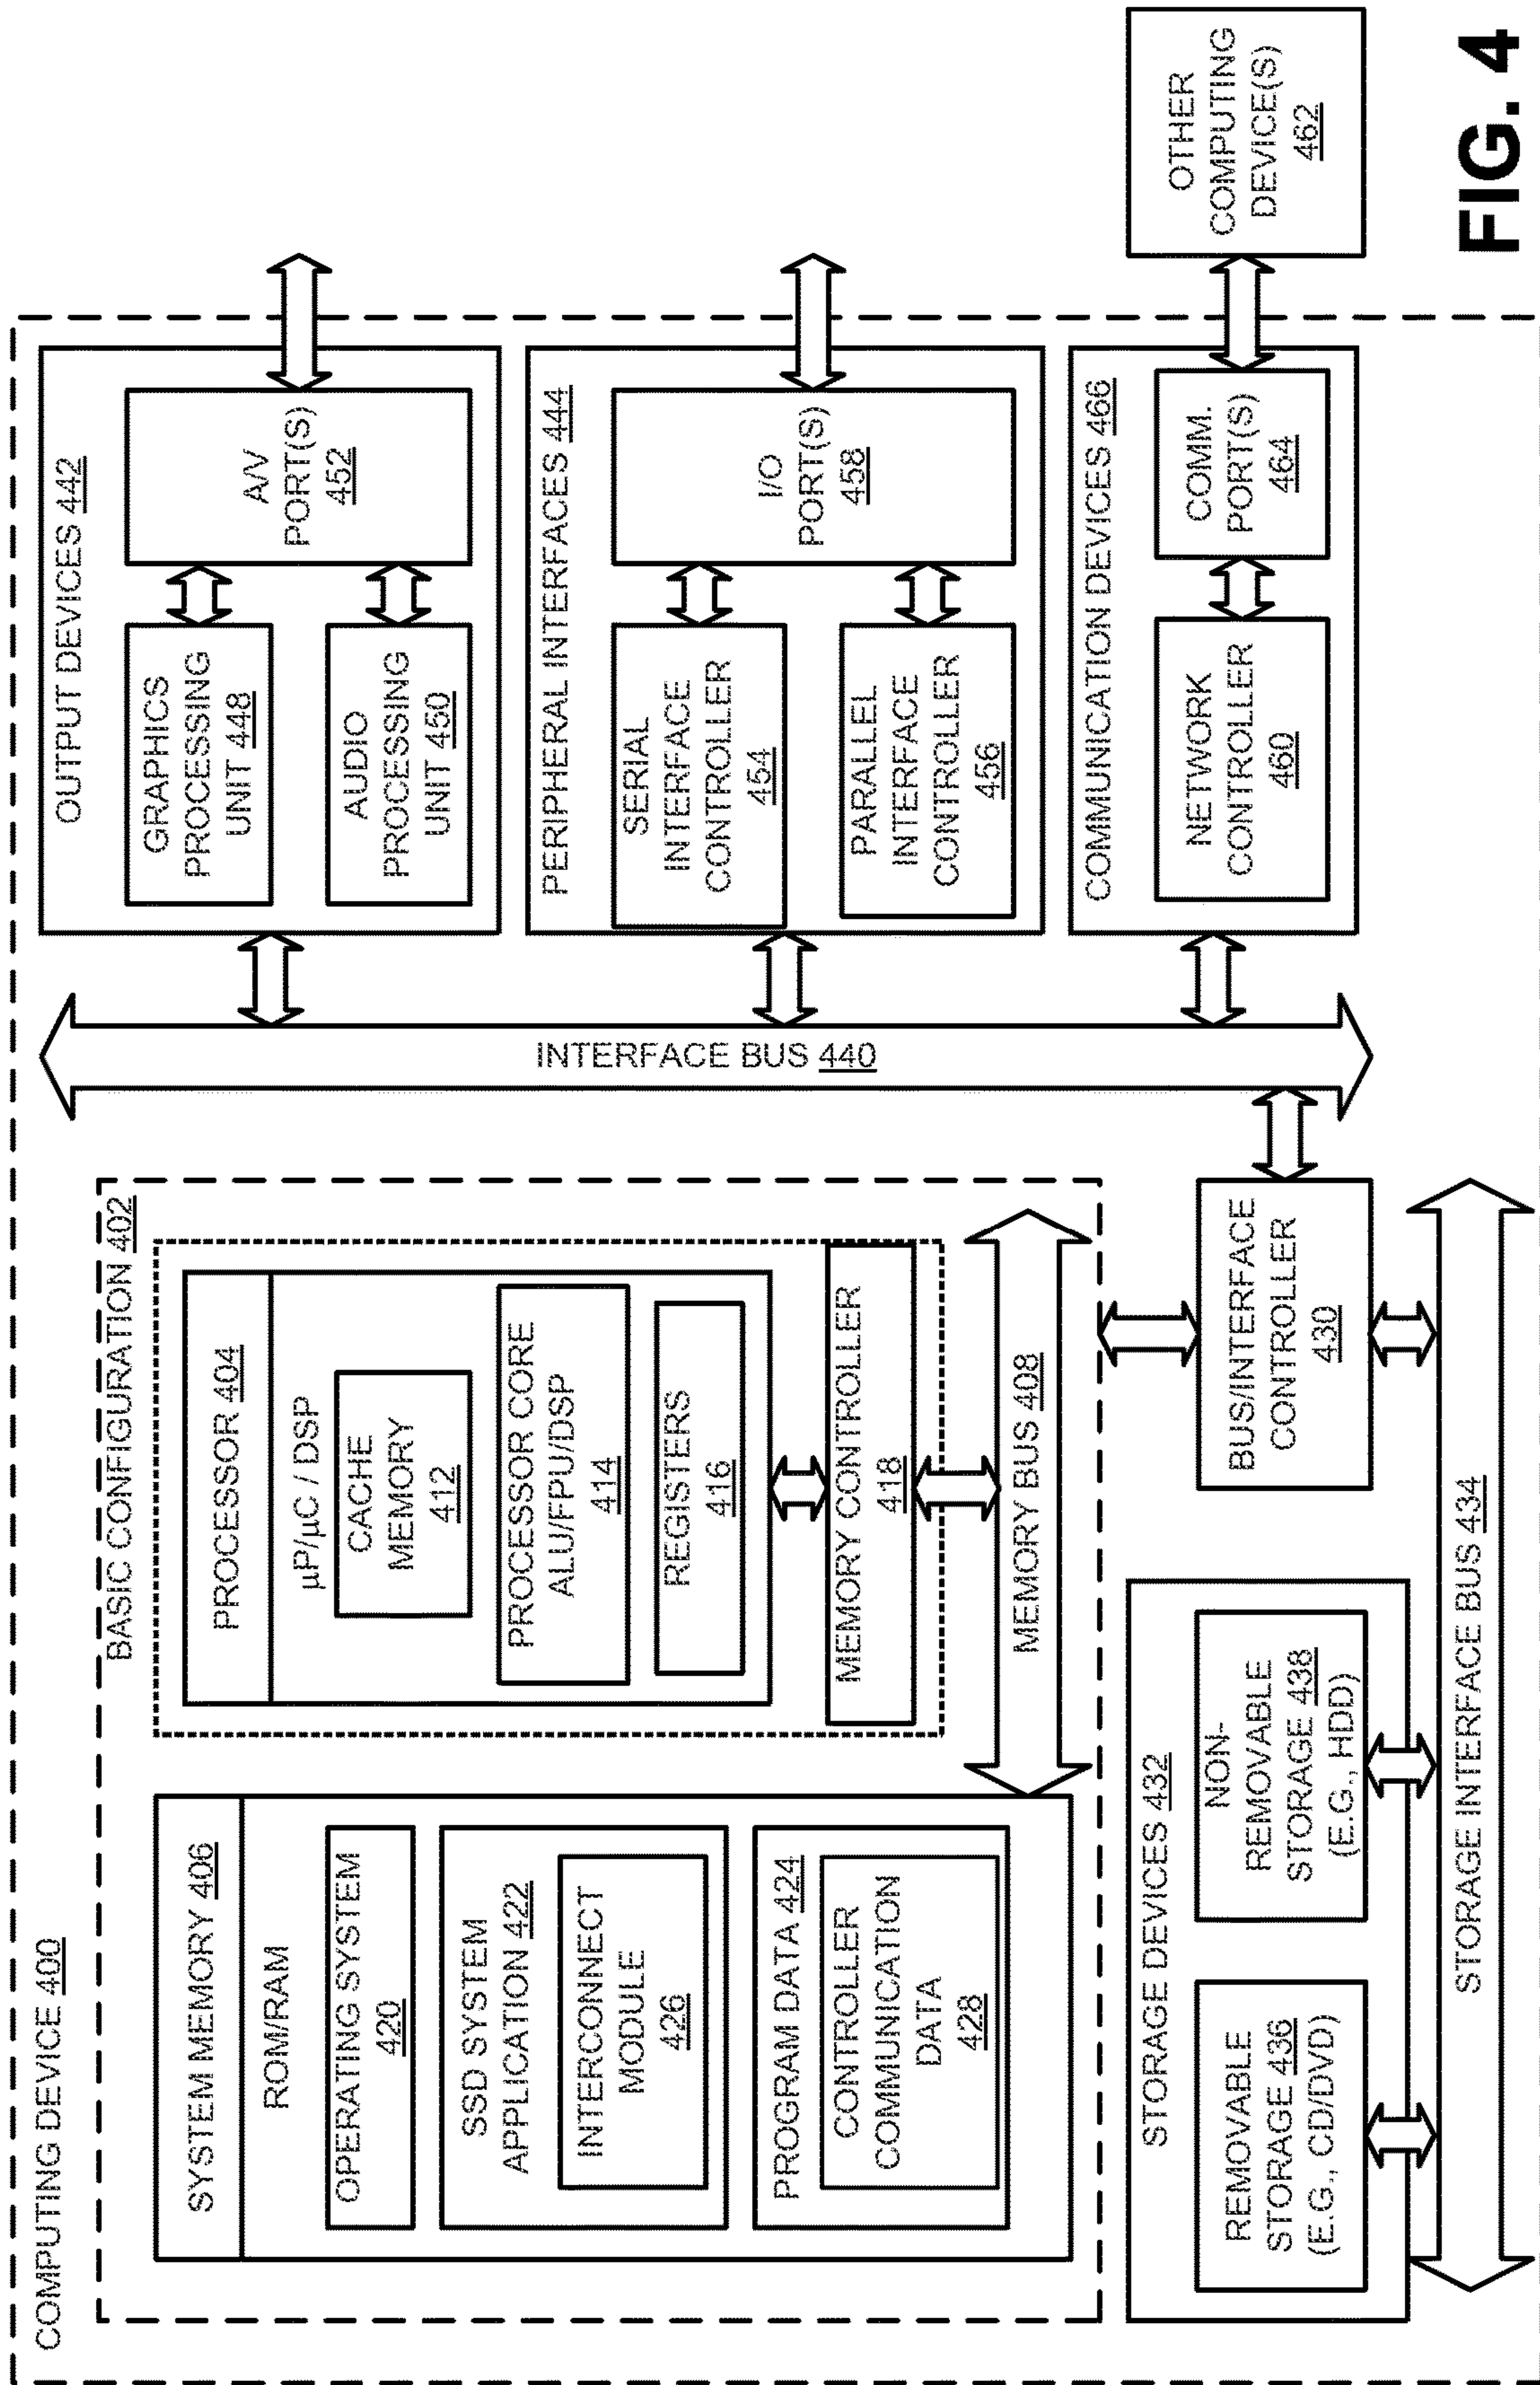 COMPUTING DEVICE 400
BASIC CONFIGURATION 402
SYSTEM MEMORY 406
ROM/RAM
OPERATING SYSTEM
420
SSD SYSTEM
APPLICATION 422
INTERCONNECT
MODULE
426
PROGRAM DATA 424
CONTROLLER
COMMUNICATION
DATA
428
PROCESSOR 404
µP/µC / DSP
CACHE
MEMORY
412
PROCESSOR CORE
ALU/FPU/DSP
414
REGISTERS
416
MEMORY CONTROLLER
418
MEMORY BUS 408
STORAGE DEVICES 432
REMOVABLE
STORAGE 436
(E.G., CD/DVD)
NON-
REMOVABLE
STORAGE 438
(E.G., HDD)
BUS/INTERFACE
CONTROLLER
430
STORAGE INTERFACE BUS 434
INTERFACE BUS 440
OUTPUT DEVICES 442
GRAPHICS
PROCESSING
UNIT 448
AUDIO
PROCESSING
UNIT 450
A/V
PORT(S)
452
PERIPHERAL INTERFACES 444
SERIAL
INTERFACE
CONTROLLER
454
PARALLEL
INTERFACE
CONTROLLER
456
I/O
PORT(S)
458
COMMUNICATION DEVICES 466
NETWORK
CONTROLLER
460
COMM.
PORT(S)
464
OTHER
COMPUTING
DEVICE(S)
462
FIG. 4